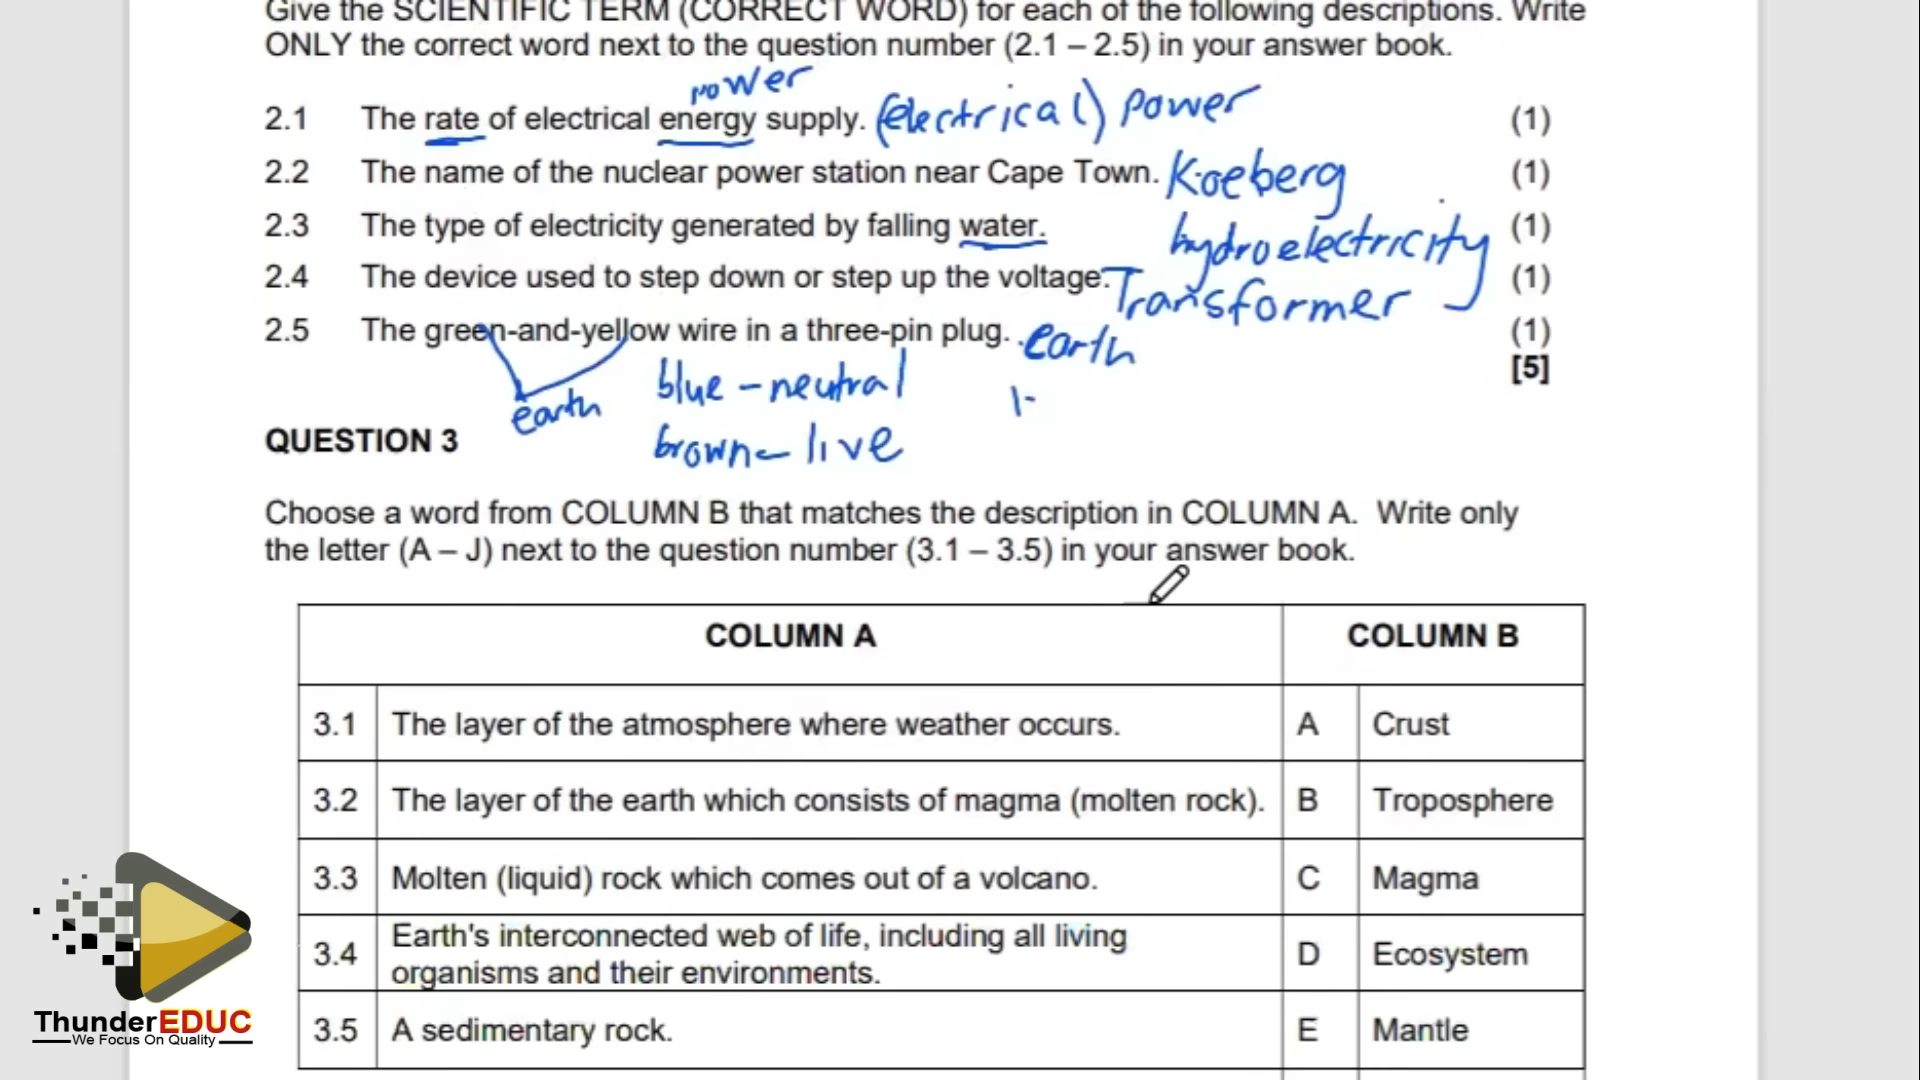 Give the SCIENTIFIC TERM (CORRECT WORD) for each of the following descriptions. Write
ONLY the correct word next to the question number (2.1 – 2.5) in your answer book.
power
2.1 The rate of electrical energy supply. (electrical) power (1)
2.2 The name of the nuclear power station near Cape Town. Koeberg (1)
2.3 The type of electricity generated by falling water. hydroelectricity (1)
2.4 The device used to step down or step up the voltage. Transformer (1)
2.5 The green-and-yellow wire in a three-pin plug. earth (1)
[5]
earth blue – neutral
QUESTION 3 brown – live
Choose a word from COLUMN B that matches the description in COLUMN A. Write only
the letter (A – J) next to the question number (3.1 – 3.5) in your answer book.
COLUMN A COLUMN B
3.1 The layer of the atmosphere where weather occurs. A Crust
3.2 The layer of the earth which consists of magma (molten rock). B Troposphere
3.3 Molten (liquid) rock which comes out of a volcano. C Magma
3.4 Earth's interconnected web of life, including all living
organisms and their environments. D Ecosystem
3.5 A sedimentary rock. E Mantle
ThunderEDUC
We Focus On Quality